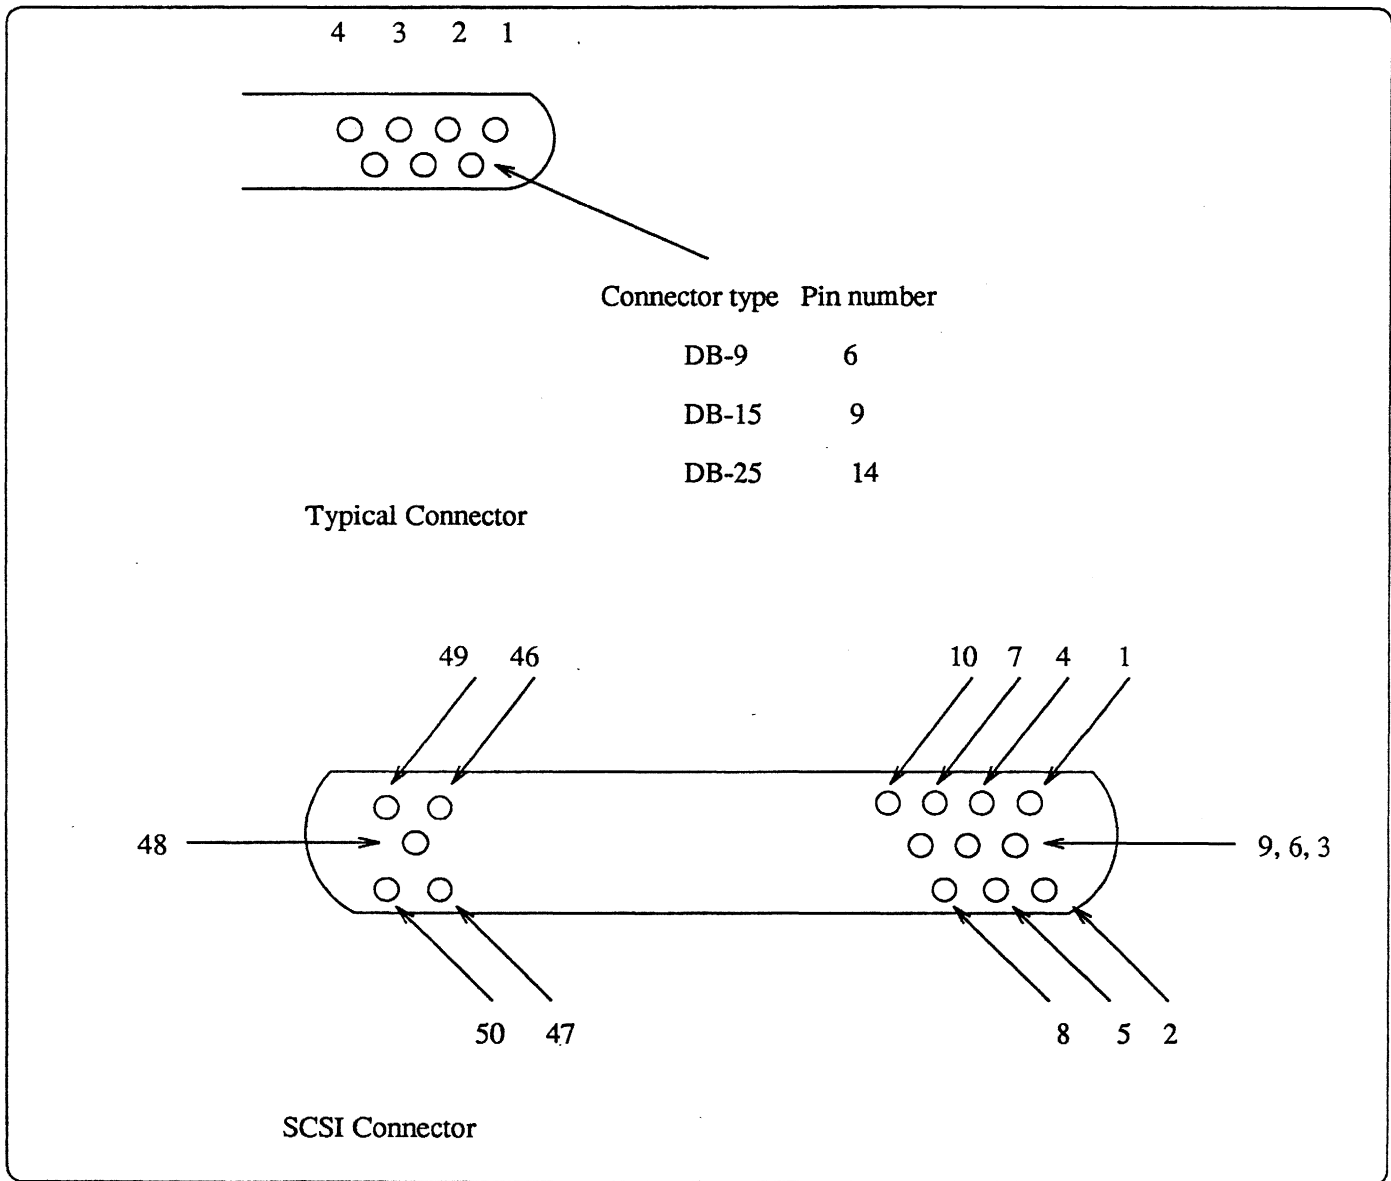 4 3 2 1
Connector type Pin number
DB-9 6
DB-15 9
DB-25 14
Typical Connector
49 46 10 7 4 1
48 9, 6, 3
50 47 8 5 2
SCSI Connector